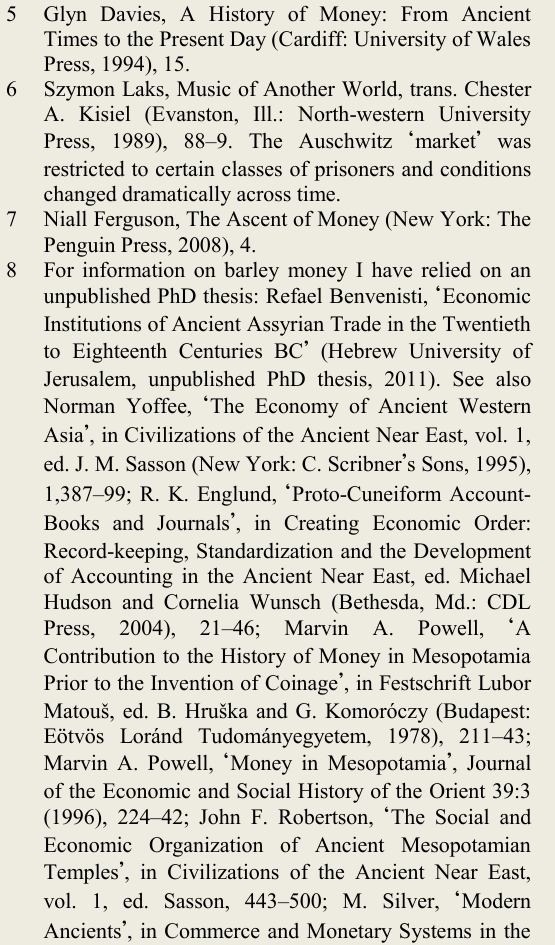 5 Glyn Davies, A History of Money: From Ancient
Times to the Present Day (Cardiff: University of Wales
Press, 1994), 15.
6 Szymon Laks, Music of Another World, trans. Chester
A. Kisiel (Evanston, Ill.: North-western University
Press, 1989), 88–9. The Auschwitz ‘market’ was
restricted to certain classes of prisoners and conditions
changed dramatically across time.
7 Niall Ferguson, The Ascent of Money (New York: The
Penguin Press, 2008), 4.
8 For information on barley money I have relied on an
unpublished PhD thesis: Refael Benvenisti, ‘Economic
Institutions of Ancient Assyrian Trade in the Twentieth
to Eighteenth Centuries BC’ (Hebrew University of
Jerusalem, unpublished PhD thesis, 2011). See also
Norman Yoffee, ‘The Economy of Ancient Western
Asia’, in Civilizations of the Ancient Near East, vol. 1,
ed. J. M. Sasson (New York: C. Scribner’s Sons, 1995),
1,387–99; R. K. Englund, ‘Proto-Cuneiform Account-
Books and Journals’, in Creating Economic Order:
Record-keeping, Standardization and the Development
of Accounting in the Ancient Near East, ed. Michael
Hudson and Cornelia Wunsch (Bethesda, Md.: CDL
Press, 2004), 21–46; Marvin A. Powell, ‘A
Contribution to the History of Money in Mesopotamia
Prior to the Invention of Coinage’, in Festschrift Lubor
Matouš, ed. B. Hruška and G. Komoróczy (Budapest:
Eötvös Loránd Tudományegyetem, 1978), 211–43;
Marvin A. Powell, ‘Money in Mesopotamia’, Journal
of the Economic and Social History of the Orient 39:3
(1996), 224–42; John F. Robertson, ‘The Social and
Economic Organization of Ancient Mesopotamian
Temples’, in Civilizations of the Ancient Near East,
vol. 1, ed. Sasson, 443–500; M. Silver, ‘Modern
Ancients’, in Commerce and Monetary Systems in the